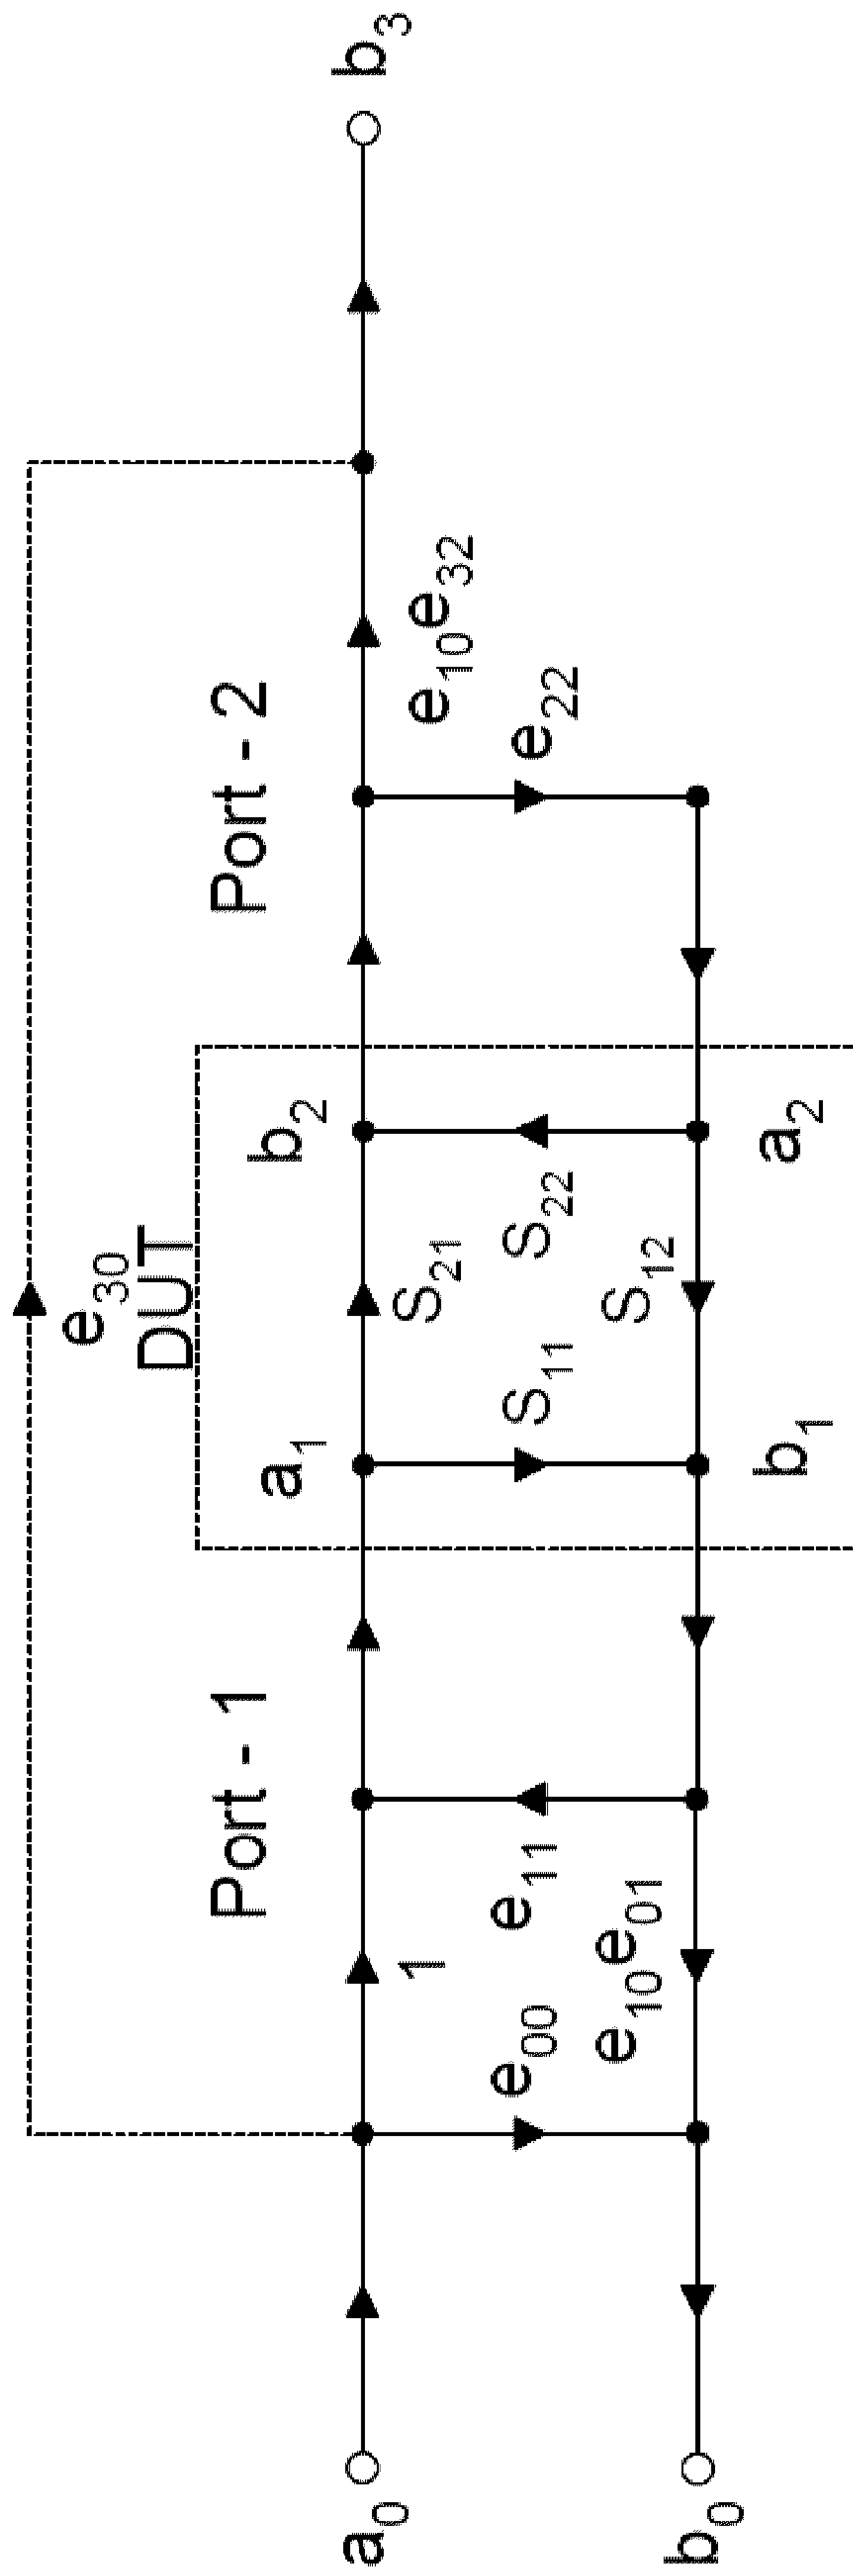 e₃₀
DUT
Port - 1
Port - 2
a₀
1
a₁
S₂₁
b₂
e₁₀e₃₂
b₃
e₀₀
e₁₁
S₁₁
S₂₂
e₂₂
e₁₀e₀₁
S₁₂
b₀
b₁
a₂